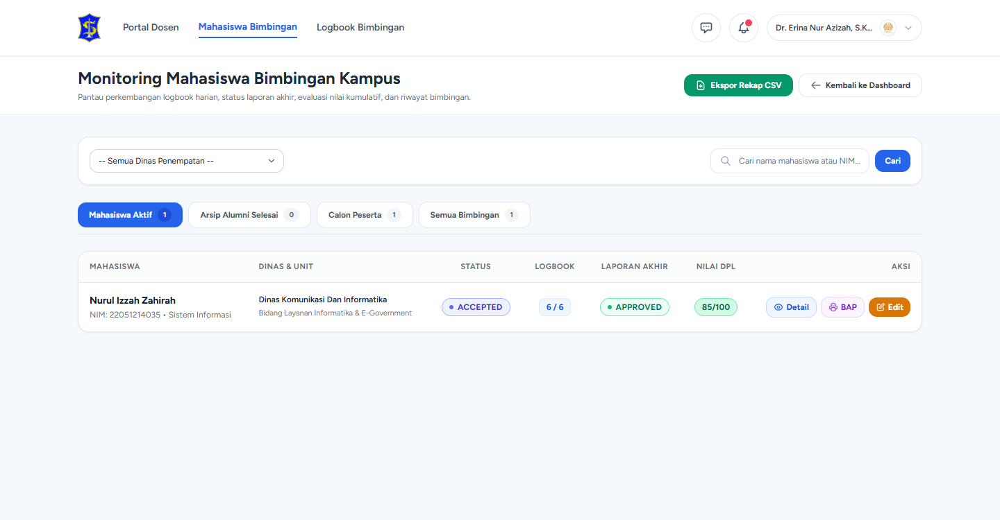 Portal Dosen
Mahasiswa Bimbingan
Logbook Bimbingan
Dr. Erina Nur Azizah, S.K...
Monitoring Mahasiswa Bimbingan Kampus
Pantau perkembangan logbook harian, status laporan akhir, evaluasi nilai kumulatif, dan riwayat bimbingan.
Ekspor Rekap CSV
Kembali ke Dashboard
-- Semua Dinas Penempatan --
Cari nama mahasiswa atau NIM...
Cari
Mahasiswa Aktif 1
Arsip Alumni Selesai 0
Calon Peserta 1
Semua Bimbingan 1
MAHASISWA DINAS & UNIT STATUS LOGBOOK LAPORAN AKHIR NILAI DPL AKSI
Nurul Izzah Zahirah
NIM: 22051214035 • Sistem Informasi
Dinas Komunikasi Dan Informatika
Bidang Layanan Informatika & E-Government
ACCEPTED
6 / 6
APPROVED
85/100
Detail
BAP
Edit